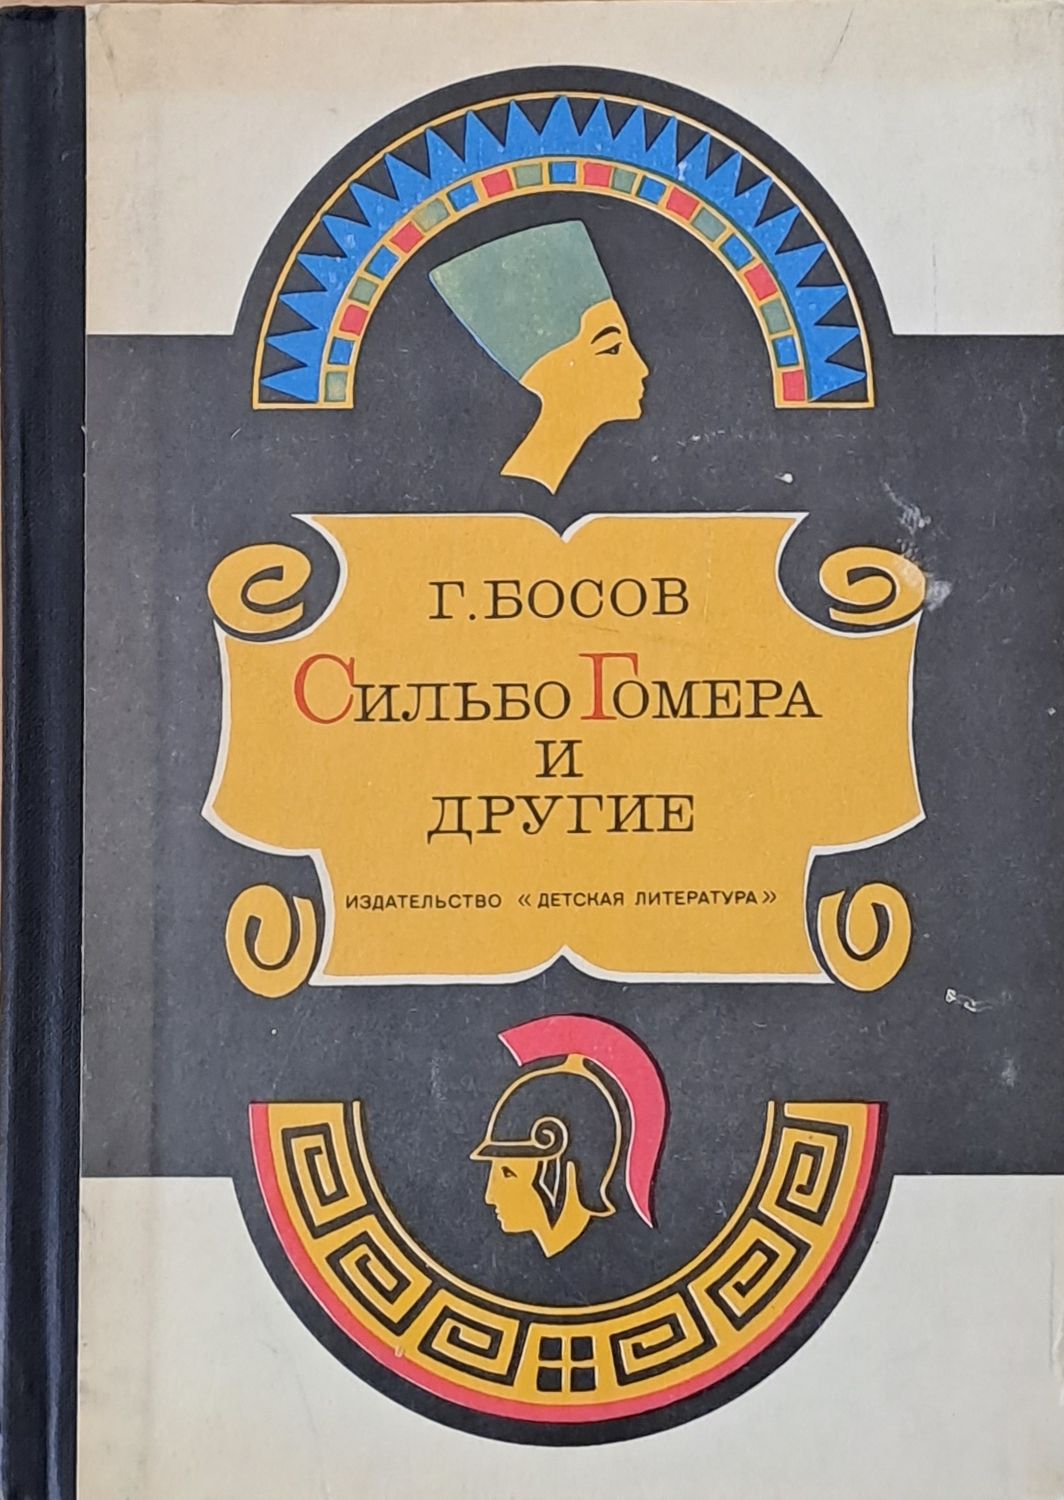 Г. БОСОВ
СИЛЬБО ГОМЕРА
И
ДРУГИЕ
ИЗДАТЕЛЬСТВО «ДЕТСКАЯ ЛИТЕРАТУРА»